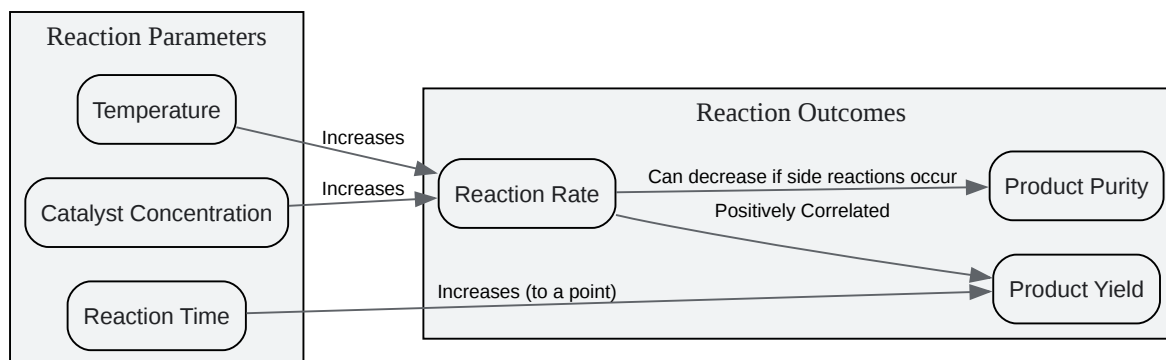 Reaction Parameters
Temperature
Catalyst Concentration
Reaction Time
Increases
Increases
Increases (to a point)
Reaction Outcomes
Reaction Rate
Can decrease if side reactions occur
Positively Correlated
Product Purity
Product Yield